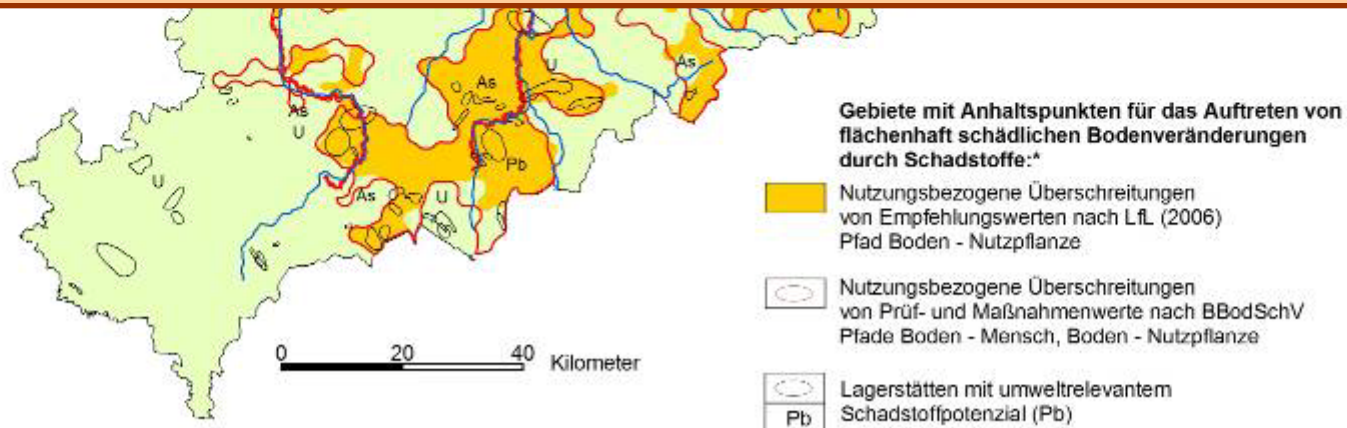 U
As
As
As
U
U
Pb
As
U
0 20 40 Kilometer
Gebiete mit Anhaltspunkten für das Auftreten von
flächenhaft schädlichen Bodenveränderungen
durch Schadstoffe:*
Nutzungsbezogene Überschreitungen
von Empfehlungswerten nach LfL (2006)
Pfad Boden - Nutzpflanze
Nutzungsbezogene Überschreitungen
von Prüf- und Maßnahmenwerte nach BBodSchV
Pfade Boden - Mensch, Boden - Nutzpflanze
Lagerstätten mit umweltrelevantem
Pb Schadstoffpotenzial (Pb)